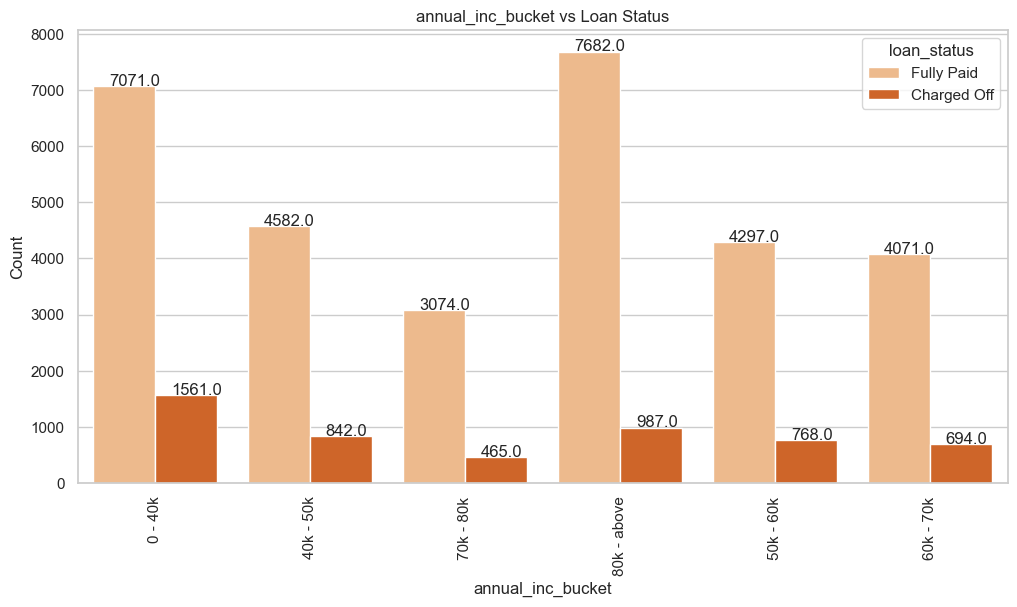 annual_inc_bucket vs Loan Status
loan_status
Fully Paid
Charged Off
Count
8000
7000
6000
5000
4000
3000
2000
1000
0
7071.0
1561.0
4582.0
842.0
3074.0
465.0
7682.0
987.0
4297.0
768.0
4071.0
694.0
0 - 40k
40k - 50k
70k - 80k
80k - above
50k - 60k
60k - 70k
annual_inc_bucket